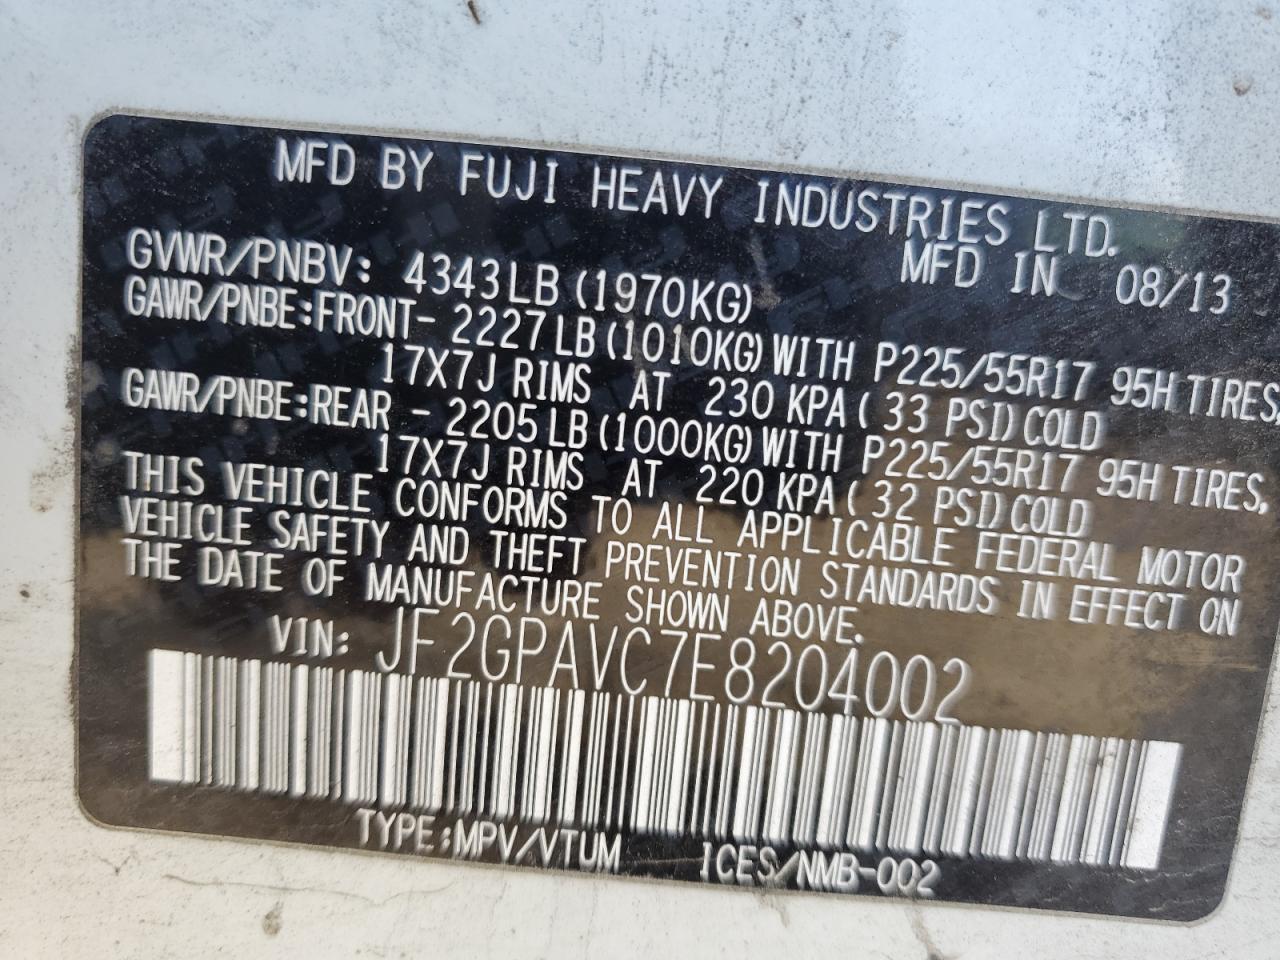 MFD BY FUJI HEAVY INDUSTRIES LTD.
MFD IN 08/13
GVWR/PNBV: 4343LB (1970KG)
GAWR/PNBE:FRONT- 2227LB (1010KG) WITH P225/55R17 95H TIRES,
17X7J RIMS AT 230 KPA ( 33 PSI) COLD
GAWR/PNBE:REAR - 2205LB (1000KG) WITH P225/55R17 95H TIRES,
17X7J RIMS AT 220 KPA ( 32 PSI) COLD
THIS VEHICLE CONFORMS TO ALL APPLICABLE FEDERAL MOTOR
VEHICLE SAFETY AND THEFT PREVENTION STANDARDS IN EFFECT ON
THE DATE OF MANUFACTURE SHOWN ABOVE.
VIN: JF2GPAVC7E8204002
TYPE:MPV/VTUM ICES/NMB-002